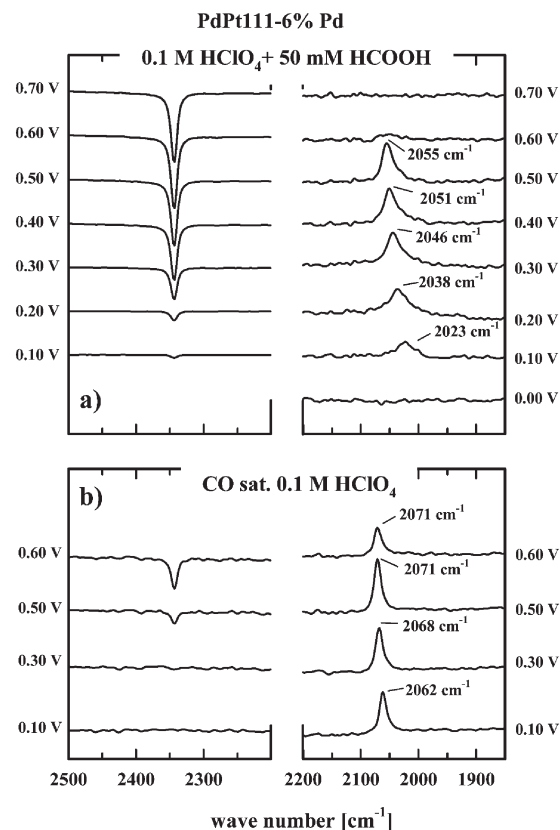 PdPt111-6% Pd
0.1 M HClO4+ 50 mM HCOOH
0.70 V 0.70 V
0.60 V 0.60 V
2055 cm-1
0.50 V 0.50 V
2051 cm-1
0.40 V 0.40 V
2046 cm-1
0.30 V 0.30 V
2038 cm-1
0.20 V 0.20 V
2023 cm-1
0.10 V 0.10 V
a) 0.00 V
b) CO sat. 0.1 M HClO4
2071 cm-1
0.60 V 0.60 V
2071 cm-1
0.50 V 0.50 V
2068 cm-1
0.30 V 0.30 V
2062 cm-1
0.10 V 0.10 V
2500 2400 2300 2200 2100 2000 1900
wave number [cm-1]